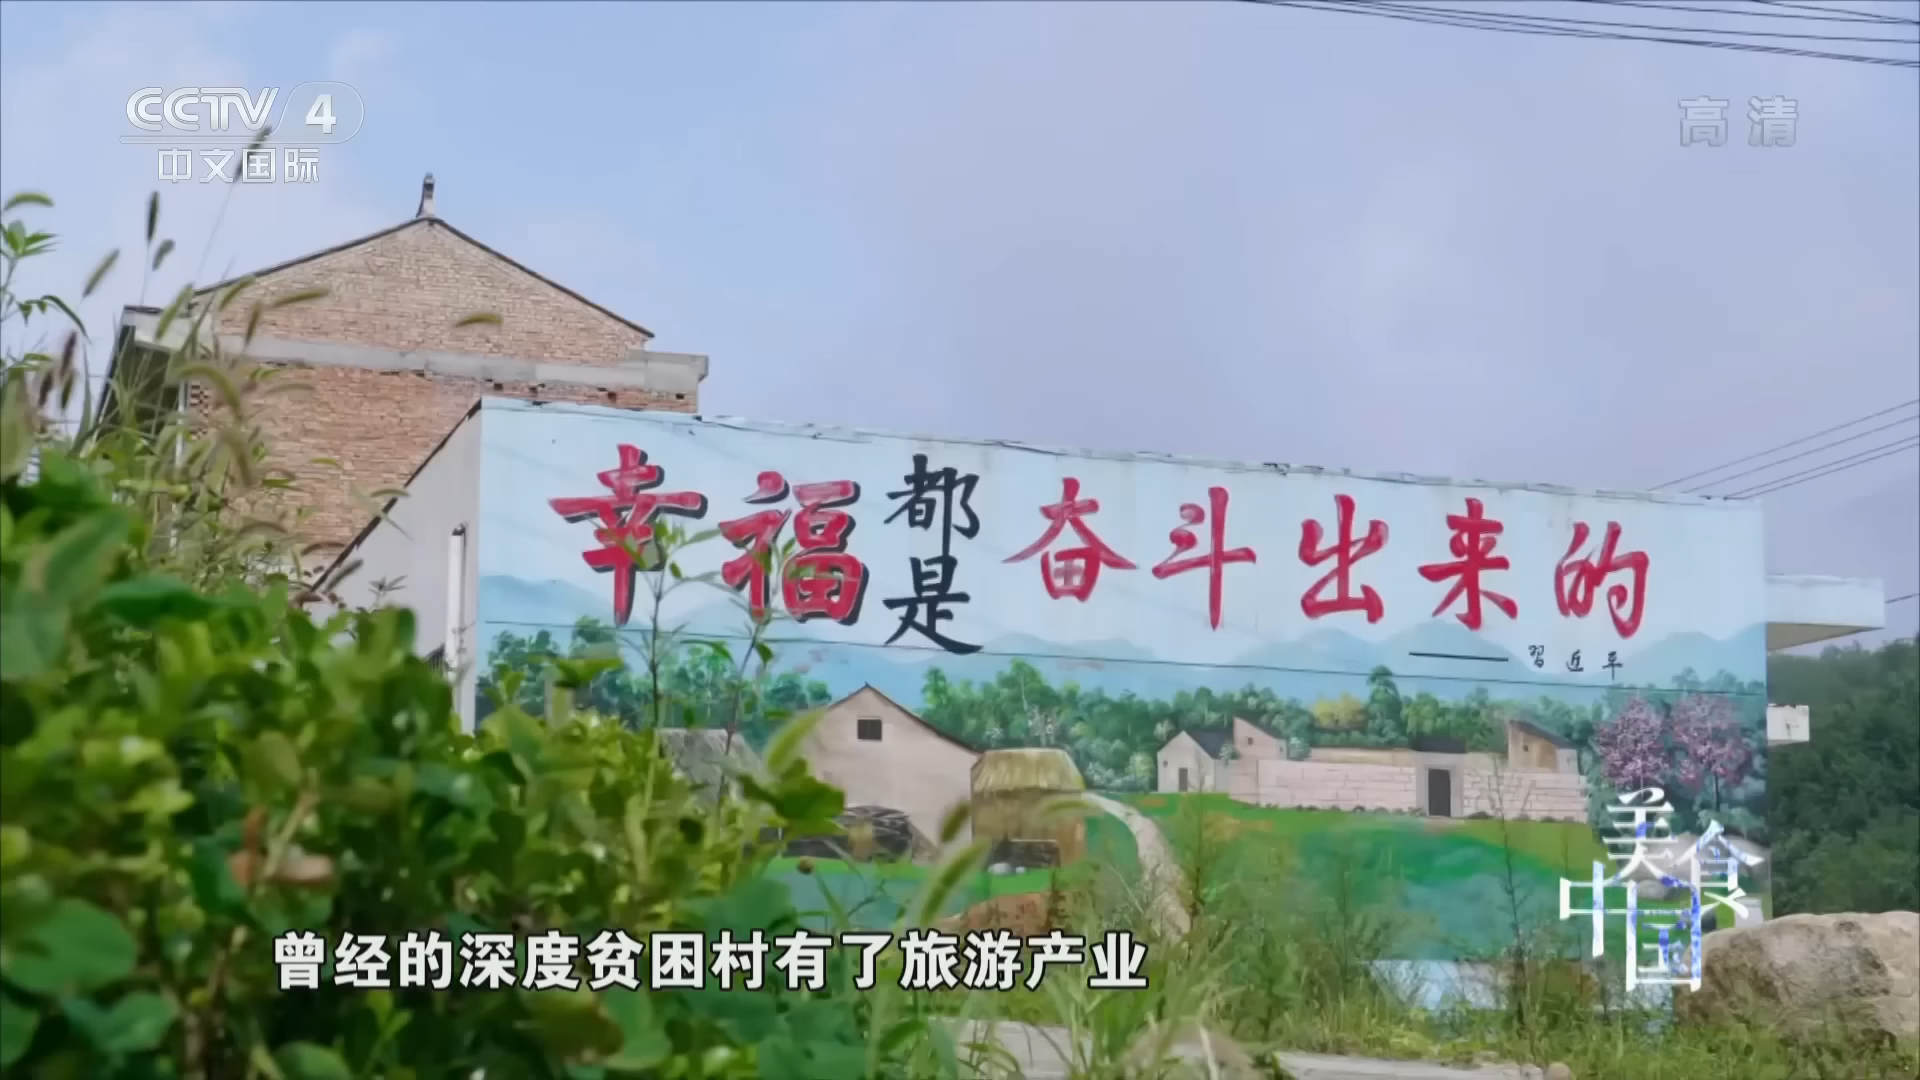 CCTV 4
中文国际
高清
幸福都是奋斗出来的
——習近平
美食中国
曾经的深度贫困村有了旅游产业